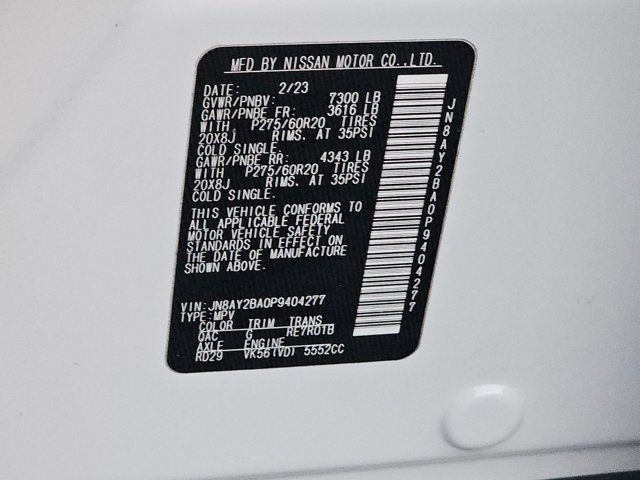 MFD BY NISSAN MOTOR CO.,LTD.
DATE: 2/23
GVWR/PNBV: 7300 LB
GAWR/PNBE FR: 3616 LB
WITH P275/60R20 TIRES
20X8J RIMS. AT 35PSI
COLD SINGLE.
GAWR/PNBE RR: 4343 LB
WITH P275/60R20 TIRES
20X8J RIMS. AT 35PSI
COLD SINGLE.
THIS VEHICLE CONFORMS TO
ALL APPLICABLE FEDERAL
MOTOR VEHICLE SAFETY
STANDARDS IN EFFECT ON
THE DATE OF MANUFACTURE
SHOWN ABOVE.
VIN:JN8AY2BA0P9404277
TYPE:MPV
COLOR TRIM TRANS
QAC G RE7R01B
AXLE ENGINE
RD29 VK56(VD) 5552CC
JN8AY2BA0P9404277